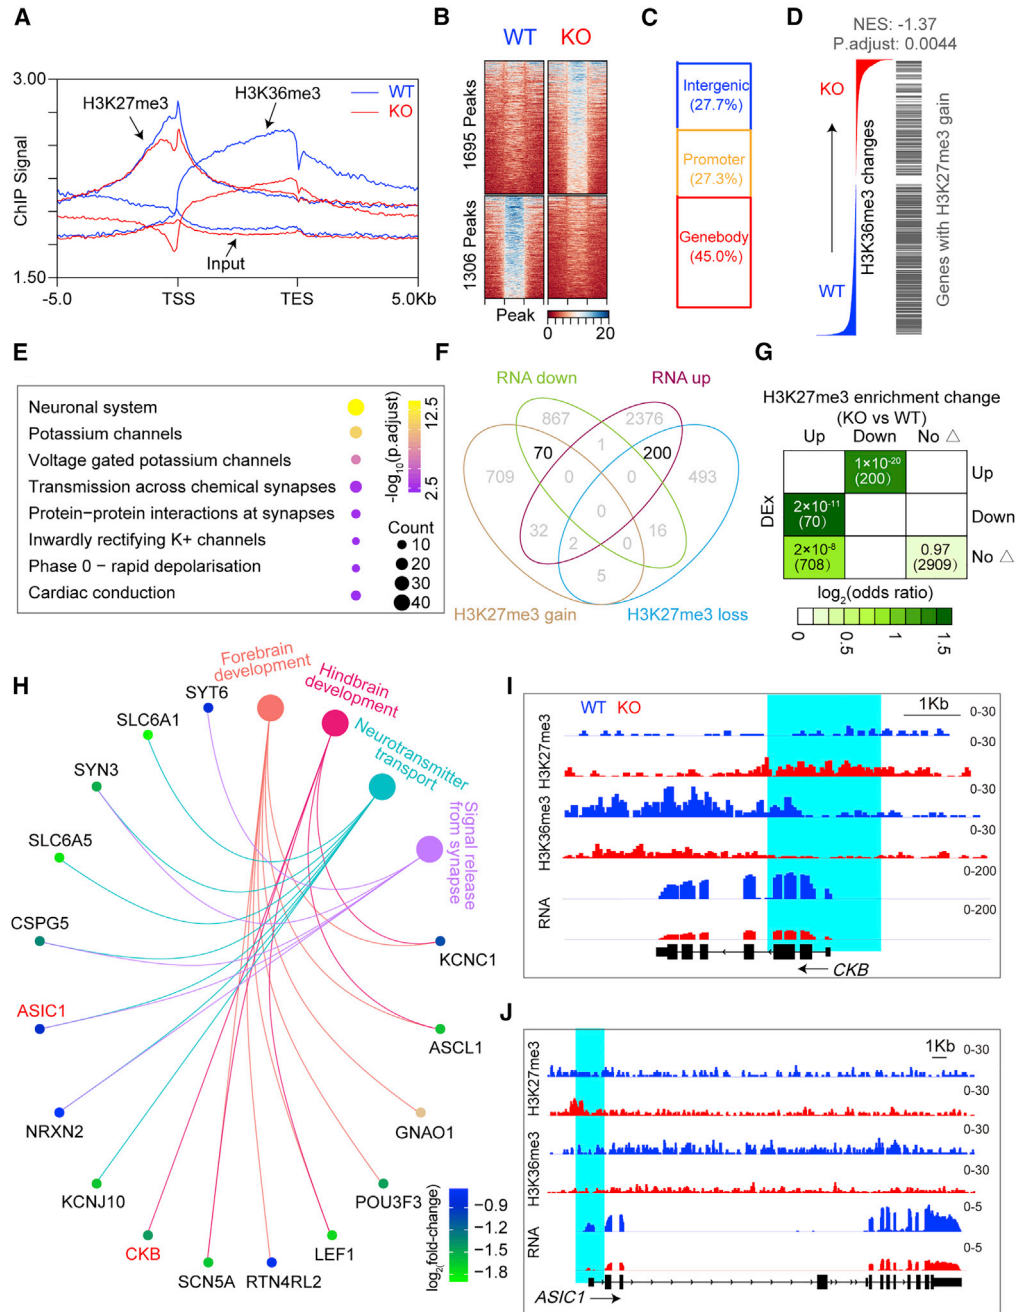 A
3.00
H3K27me3
H3K36me3
WT
KO
ChIP Signal
Input
1.50
-5.0
TSS
TES
5.0Kb
B
WT
KO
1695 Peaks
1306 Peaks
Peak
0
20
C
Intergenic
(27.7%)
Promoter
(27.3%)
Genebody
(45.0%)
D
NES: -1.37
P.adjust: 0.0044
KO
WT
H3K36me3 changes
Genes with H3K27me3 gain
E
Neuronal system
Potassium channels
Voltage gated potassium channels
Transmission across chemical synapses
Protein−protein interactions at synapses
Inwardly rectifying K+ channels
Phase 0 − rapid depolarisation
Cardiac conduction
-log10(p.adjust)
12.5
2.5
Count
10
20
30
40
F
RNA down
RNA up
867
2376
1
70
200
709
0
0
493
0
32
16
2
0
5
H3K27me3 gain
H3K27me3 loss
G
H3K27me3 enrichment change
(KO vs WT)
Up
Down
No △
1×10-20
(200)
Up
DEx
2×10-11
(70)
Down
2×10-8
(708)
0.97
(2909)
No △
log2(odds ratio)
0
0.5
1
1.5
H
Forebrain
development
Hindbrain
development
Neurotransmitter
transport
Signal release
from synapse
SYT6
SLC6A1
SYN3
SLC6A5
CSPG5
ASIC1
NRXN2
KCNJ10
CKB
SCN5A
RTN4RL2
LEF1
POU3F3
GNAO1
ASCL1
KCNC1
log2(fold-change)
−0.9
−1.2
−1.5
−1.8
I
WT
KO
1Kb
H3K27me3
0-30
0-30
H3K36me3
0-30
0-30
RNA
0-200
0-200
CKB
J
1Kb
H3K27me3
0-30
0-30
H3K36me3
0-30
0-30
RNA
0-5
0-5
ASIC1